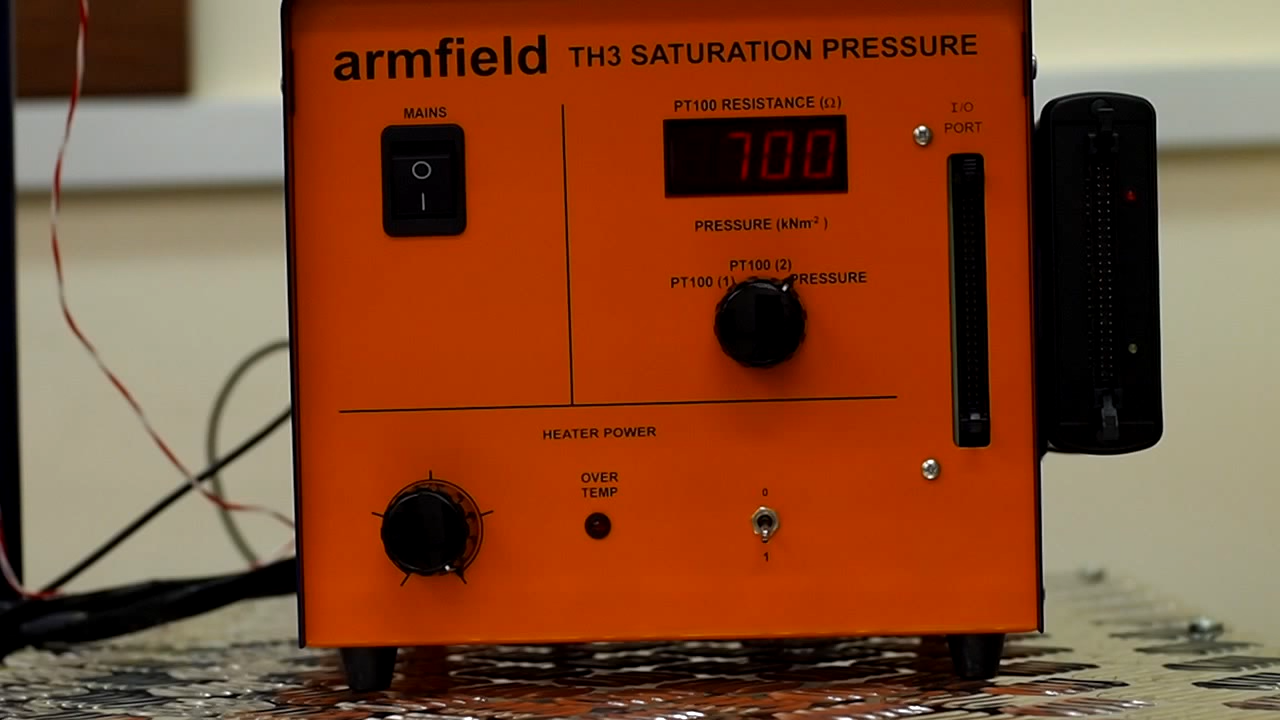 armfield TH3 SATURATION PRESSURE
MAINS
O
I
PT100 RESISTANCE (Ω)
700
PRESSURE (kNm⁻²)
PT100 (1)
PT100 (2)
PRESSURE
I/O
PORT
HEATER POWER
OVER
TEMP
0
1